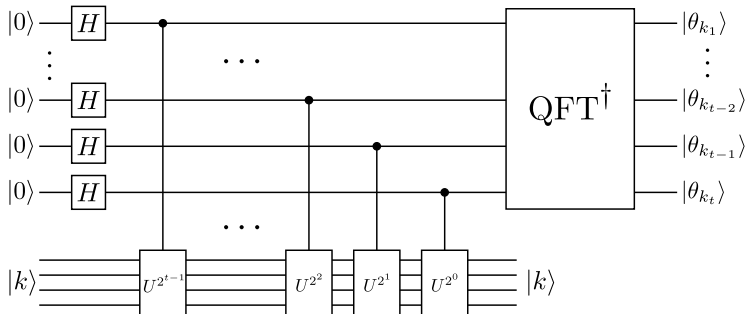 |0⟩ H |θ_{k_1}⟩
⋮ ⋯ ⋮
|0⟩ H QFT^† |θ_{k_{t−2}}⟩
|0⟩ H |θ_{k_{t−1}}⟩
|0⟩ H |θ_{k_t}⟩
⋯
|k⟩ U^{2^{t−1}} U^{2^2} U^{2^1} U^{2^0} |k⟩